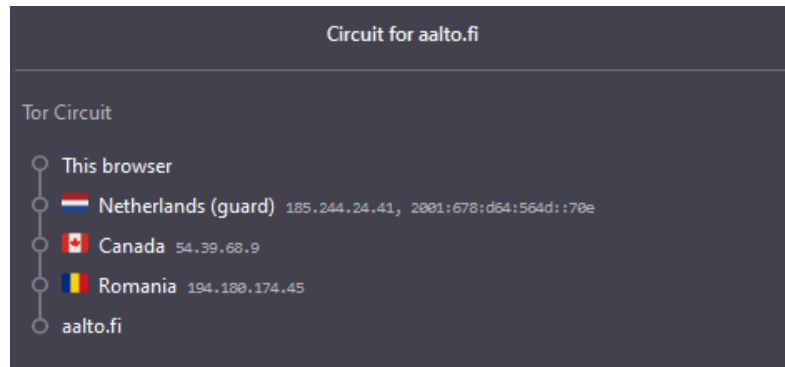 Circuit for aalto.fi
Tor Circuit
This browser
Netherlands (guard) 185.244.24.41, 2001:678:d64:564d::70e
Canada 54.39.68.9
Romania 194.180.174.45
aalto.fi